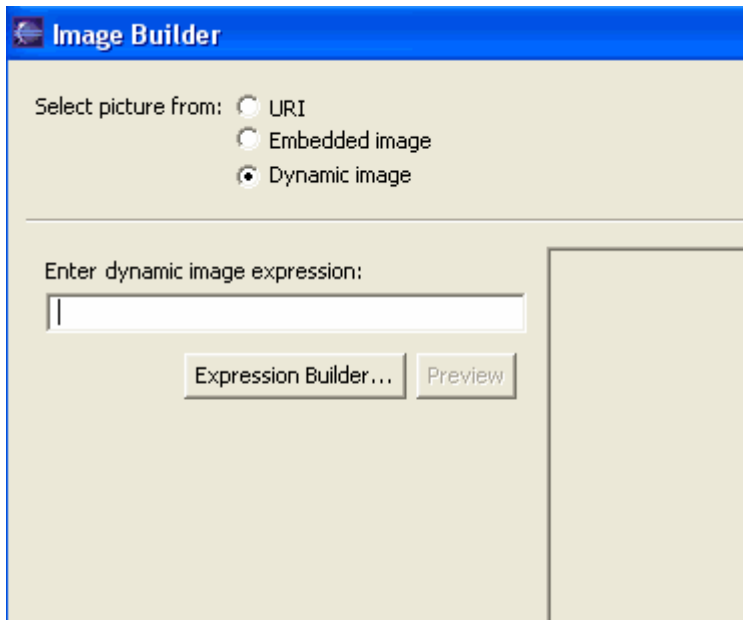 Image Builder
Select picture from: URI
Embedded image
Dynamic image
Enter dynamic image expression:
Expression Builder... Preview